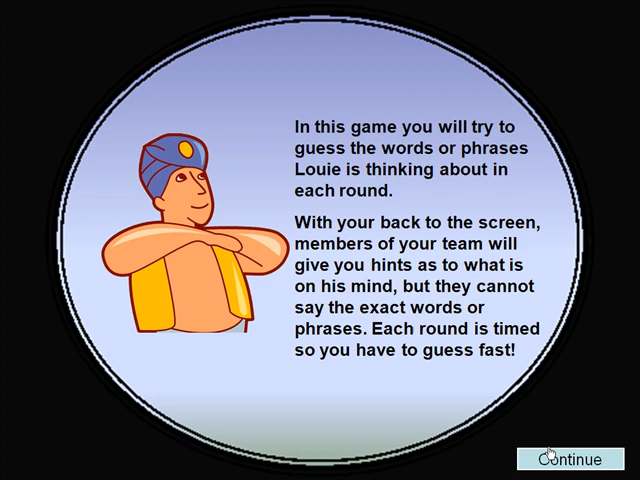 In this game you will try to
guess the words or phrases
Louie is thinking about in
each round.
With your back to the screen,
members of your team will
give you hints as to what is
on his mind, but they cannot
say the exact words or
phrases. Each round is timed
so you have to guess fast!
Continue